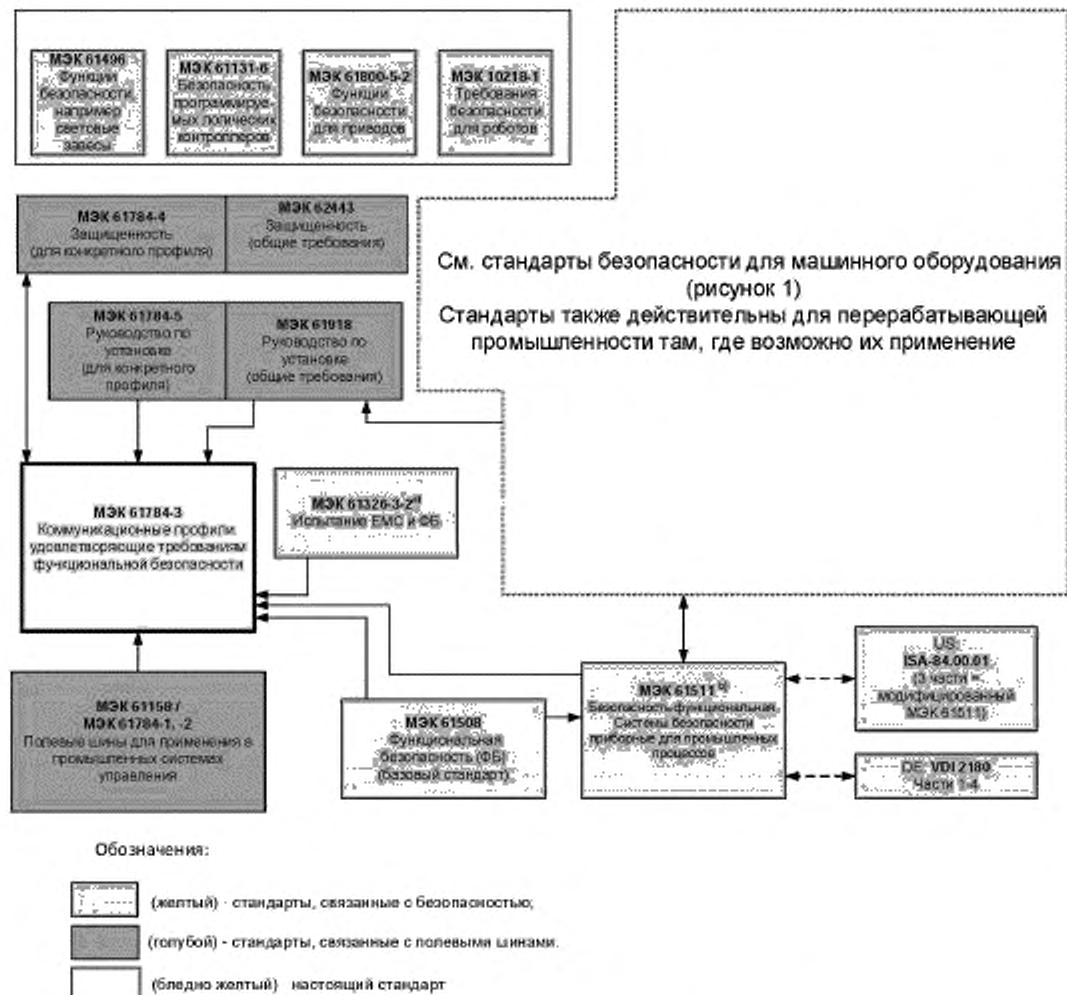 МЭК 61496
Функции
безопасности,
например
световые
завесы
МЭК 61131-6
Безопасность
программируе-
мых логических
контроллеров
МЭК 61800-5-2
Функции
безопасности
для приводов
МЭК 10218-1
Требования
безопасности
для роботов
МЭК 61784-4
Защищенность
(для конкретного профиля)
МЭК 62443
Защищенность
(общие требования)
См. стандарты безопасности для машинного оборудования
(рисунок 1)
Стандарты также действительны для перерабатывающей
промышленности там, где возможно их применение
МЭК 61784-5
Руководство по
установке
(для конкретного
профиля)
МЭК 61918
Руководство по
установке
(общие требования)
МЭК 61784-3
Коммуникационные профили
удовлетворяющие требованиям
функциональной безопасности
МЭК 61326-3-2
Испытание ЕМС и ФБ
МЭК 61158 /
МЭК 61784-1, -2
Полевые шины для применения в
промышленных системах
управления
МЭК 61508
Функциональная
безопасность (ФБ)
(базовый стандарт)
МЭК 61511
Безопасность функциональная
Системы безопасности
приборные для промышленных
процессов
US:
ISA-84.00.01
(3 части =
модифицированный
МЭК 61511)
DE: VDI 2180
Части 1-4
Обозначения:
(желтый) - стандарты, связанные с безопасностью;
(голубой) - стандарты, связанные с полевыми шинами.
(бледно желтый) настоящий стандарт